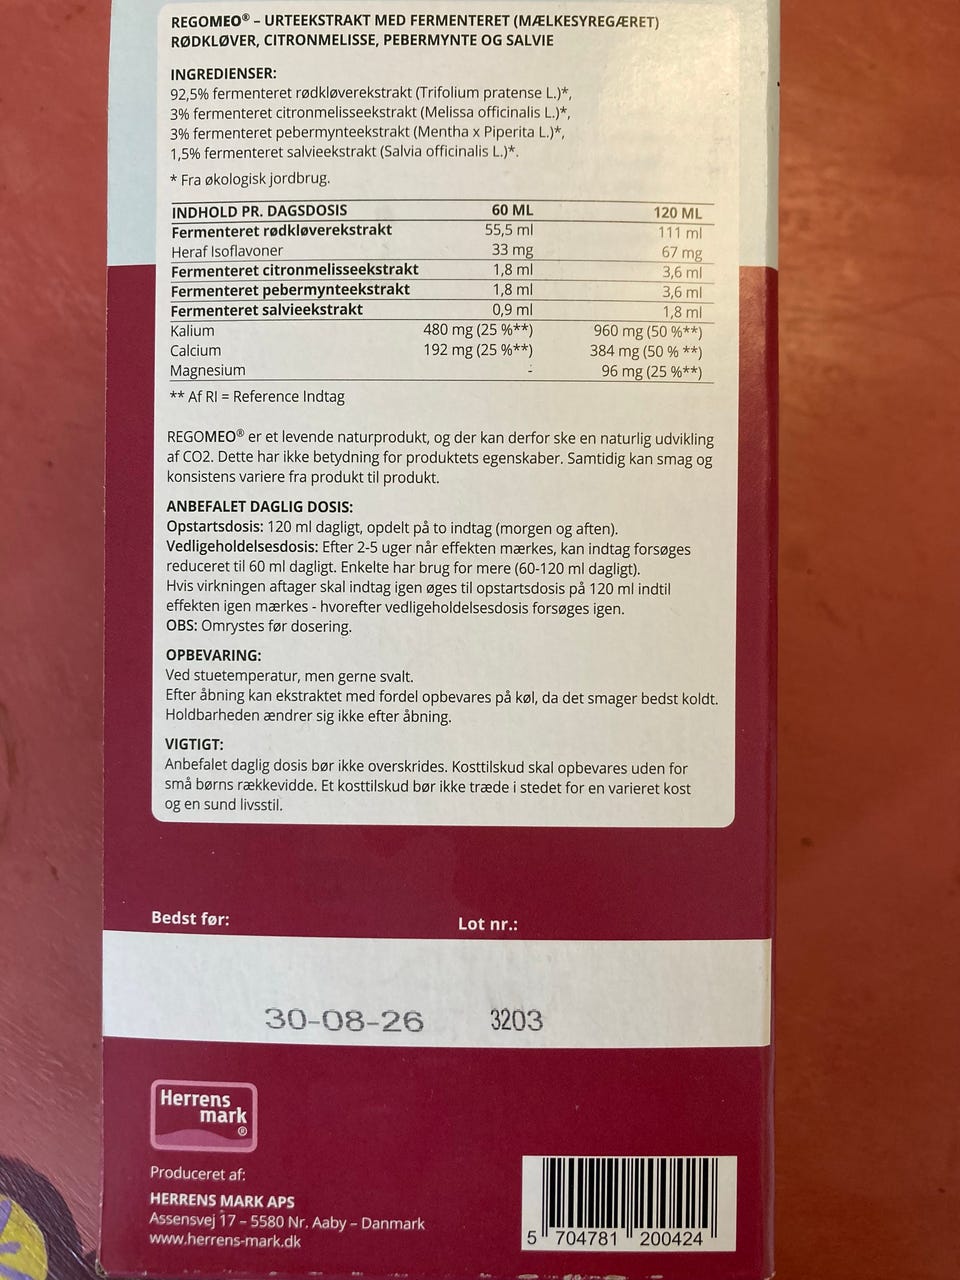 REGOMEO® – URTEEKSTRAKT MED FERMENTERET (MÆLKESYREGÆRET)
RØDKLØVER, CITRONMELISSE, PEBERMYNTE OG SALVIE
INGREDIENSER:
92,5% fermenteret rødkløverekstrakt (Trifolium pratense L.)*,
3% fermenteret citronmelisseekstrakt (Melissa officinalis L.)*,
3% fermenteret pebermynteekstrakt (Mentha x Piperita L.)*,
1,5% fermenteret salvieekstrakt (Salvia officinalis L.)*.
* Fra økologisk jordbrug.
INDHOLD PR. DAGSDOSIS 60 ML 120 ML
Fermenteret rødkløverekstrakt 55,5 ml 111 ml
Heraf Isoflavoner 33 mg 67 mg
Fermenteret citronmelisseekstrakt 1,8 ml 3,6 ml
Fermenteret pebermynteekstrakt 1,8 ml 3,6 ml
Fermenteret salvieekstrakt 0,9 ml 1,8 ml
Kalium 480 mg (25 %**) 960 mg (50 %**)
Calcium 192 mg (25 %**) 384 mg (50 % **)
Magnesium - 96 mg (25 %**)
** Af RI = Reference Indtag
REGOMEO® er et levende naturprodukt, og der kan derfor ske en naturlig udvikling
af CO2. Dette har ikke betydning for produktets egenskaber. Samtidig kan smag og
konsistens variere fra produkt til produkt.
ANBEFALET DAGLIG DOSIS:
Opstartsdosis: 120 ml dagligt, opdelt på to indtag (morgen og aften).
Vedligeholdelsesdosis: Efter 2-5 uger når effekten mærkes, kan indtag forsøges
reduceret til 60 ml dagligt. Enkelte har brug for mere (60-120 ml dagligt).
Hvis virkningen aftager skal indtag igen øges til opstartsdosis på 120 ml indtil
effekten igen mærkes - hvorefter vedligeholdelsesdosis forsøges igen.
OBS: Omrystes før dosering.
OPBEVARING:
Ved stuetemperatur, men gerne svalt.
Efter åbning kan ekstraktet med fordel opbevares på køl, da det smager bedst koldt.
Holdbarheden ændrer sig ikke efter åbning.
VIGTIGT:
Anbefalet daglig dosis bør ikke overskrides. Kosttilskud skal opbevares uden for
små børns rækkevidde. Et kosttilskud bør ikke træde i stedet for en varieret kost
og en sund livsstil.
Bedst før: Lot nr.:
30-08-26 3203
Herrens
mark
®
Produceret af:
HERRENS MARK APS
Assensvej 17 – 5580 Nr. Aaby – Danmark
www.herrens-mark.dk
5 704781 200424